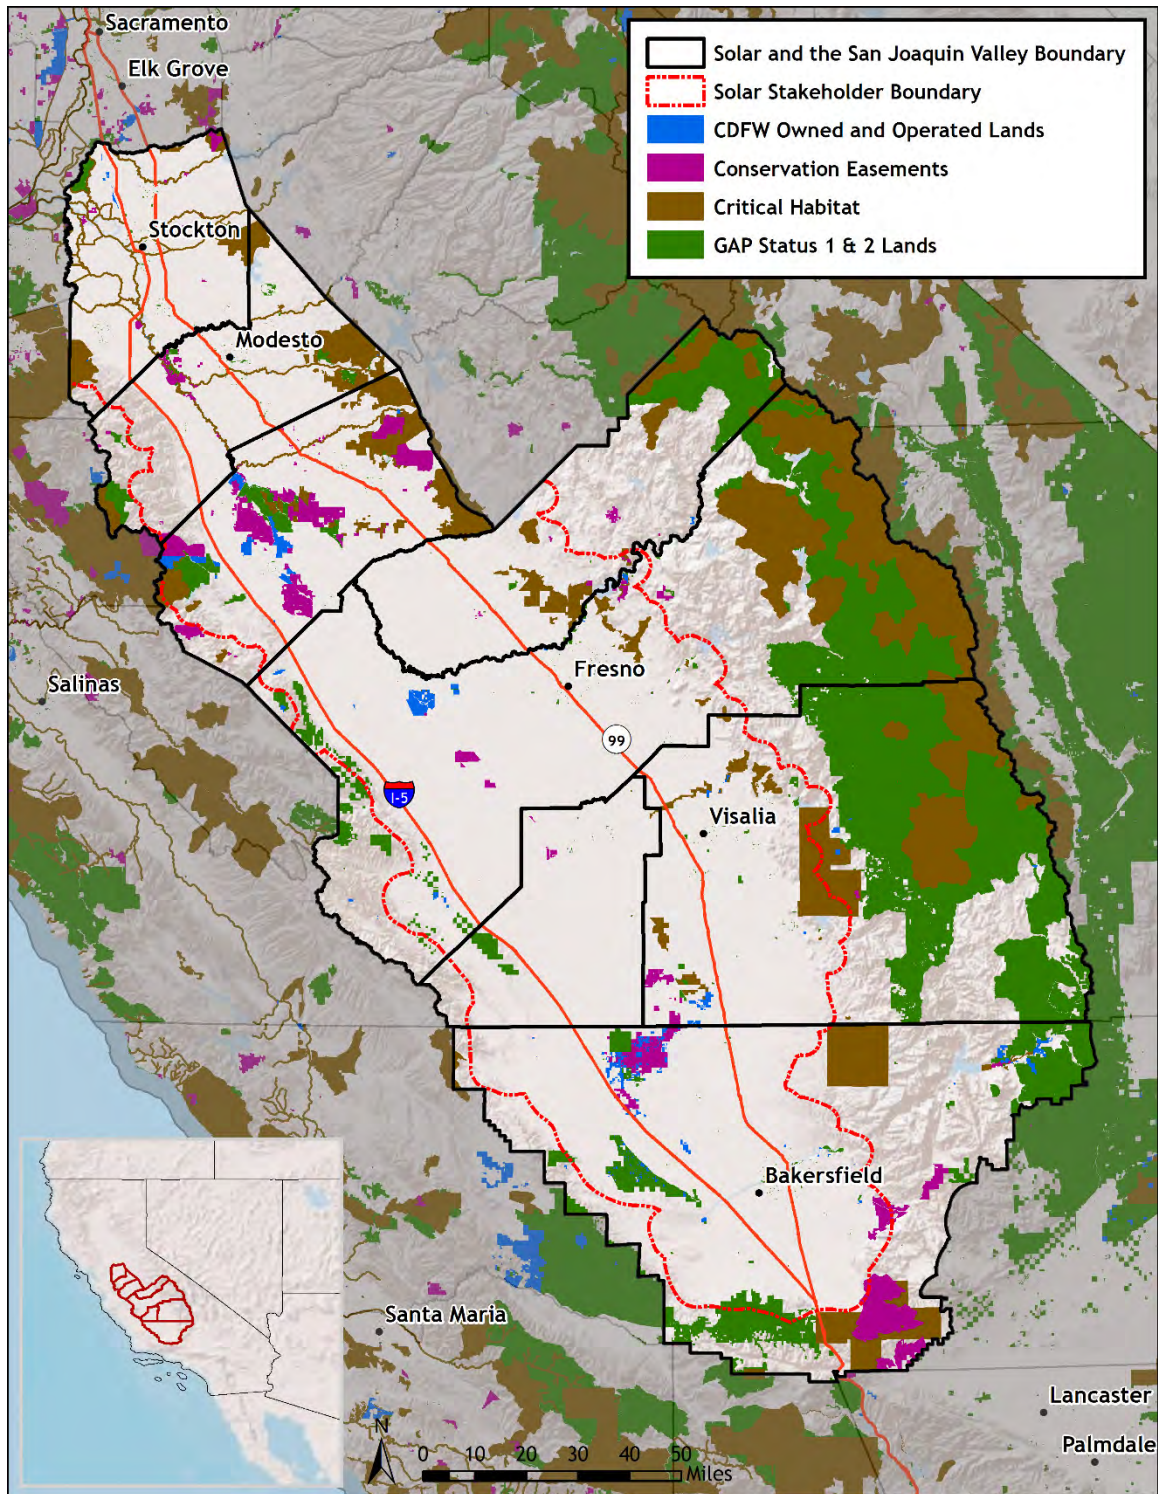 Sacramento
Elk Grove
Solar and the San Joaquin Valley Boundary
Solar Stakeholder Boundary
CDFW Owned and Operated Lands
Conservation Easements
Critical Habitat
GAP Status 1 & 2 Lands
Stockton
Modesto
Salinas
Fresno
99
I-5
Visalia
Bakersfield
Santa Maria
Lancaster
Palmdale
N
0 10 20 30 40 50
Miles